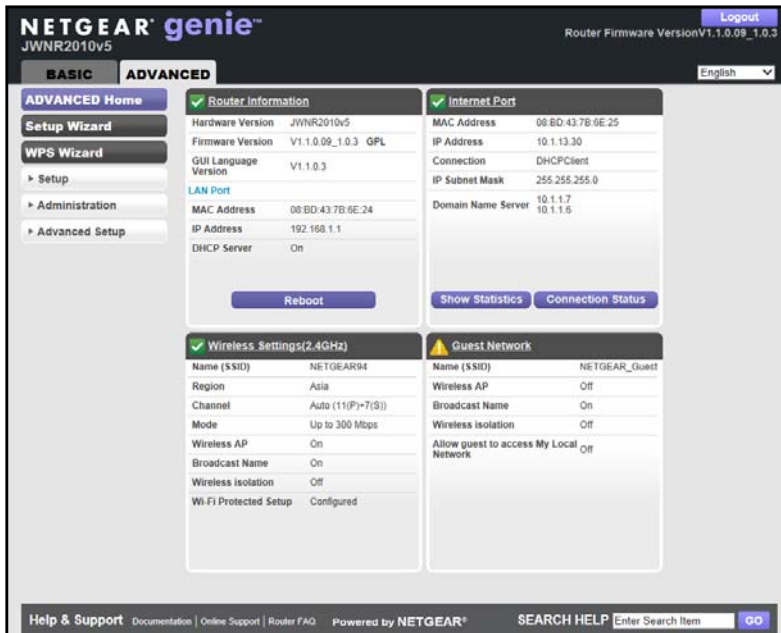 NETGEAR® genie™
Logout
JWNR2010v5
Router Firmware VersionV1.1.0.09_1.0.3
BASIC
ADVANCED
English
ADVANCED Home
Setup Wizard
WPS Wizard
Setup
Administration
Advanced Setup
Router Information
Hardware Version JWNR2010v5
Firmware Version V1.1.0.09_1.0.3 GPL
GUI Language
Version V1.1.0.3
LAN Port
MAC Address 08:BD:43:7B:6E:24
IP Address 192.168.1.1
DHCP Server On
Reboot
Internet Port
MAC Address 08:BD:43:7B:6E:25
IP Address 10.1.13.30
Connection DHCPClient
IP Subnet Mask 255.255.255.0
Domain Name Server 10.1.1.7
10.1.1.6
Show Statistics Connection Status
Wireless Settings(2.4GHz)
Name (SSID) NETGEAR94
Region Asia
Channel Auto (11(P)+7(S))
Mode Up to 300 Mbps
Wireless AP On
Broadcast Name On
Wireless isolation Off
Wi-Fi Protected Setup Configured
Guest Network
Name (SSID) NETGEAR_Guest
Wireless AP Off
Broadcast Name On
Wireless isolation Off
Allow guest to access My Local
Network Off
Help & Support Documentation | Online Support | Router FAQ Powered by NETGEAR® SEARCH HELP Enter Search Item GO